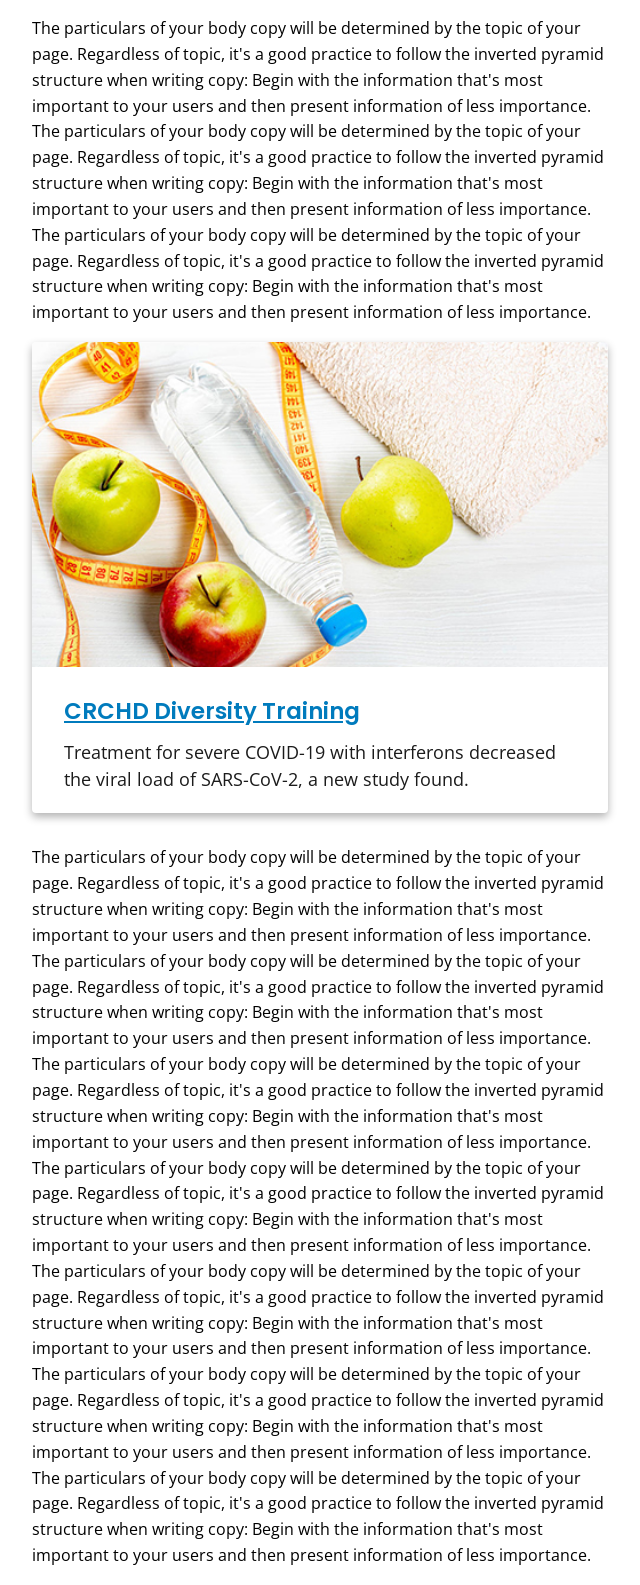 The particulars of your body copy will be determined by the topic of your
page. Regardless of topic, it's a good practice to follow the inverted pyramid
structure when writing copy: Begin with the information that's most
important to your users and then present information of less importance.
The particulars of your body copy will be determined by the topic of your
page. Regardless of topic, it's a good practice to follow the inverted pyramid
structure when writing copy: Begin with the information that's most
important to your users and then present information of less importance.
The particulars of your body copy will be determined by the topic of your
page. Regardless of topic, it's a good practice to follow the inverted pyramid
structure when writing copy: Begin with the information that's most
important to your users and then present information of less importance.
CRCHD Diversity Training
Treatment for severe COVID-19 with interferons decreased
the viral load of SARS-CoV-2, a new study found.
The particulars of your body copy will be determined by the topic of your
page. Regardless of topic, it's a good practice to follow the inverted pyramid
structure when writing copy: Begin with the information that's most
important to your users and then present information of less importance.
The particulars of your body copy will be determined by the topic of your
page. Regardless of topic, it's a good practice to follow the inverted pyramid
structure when writing copy: Begin with the information that's most
important to your users and then present information of less importance.
The particulars of your body copy will be determined by the topic of your
page. Regardless of topic, it's a good practice to follow the inverted pyramid
structure when writing copy: Begin with the information that's most
important to your users and then present information of less importance.
The particulars of your body copy will be determined by the topic of your
page. Regardless of topic, it's a good practice to follow the inverted pyramid
structure when writing copy: Begin with the information that's most
important to your users and then present information of less importance.
The particulars of your body copy will be determined by the topic of your
page. Regardless of topic, it's a good practice to follow the inverted pyramid
structure when writing copy: Begin with the information that's most
important to your users and then present information of less importance.
The particulars of your body copy will be determined by the topic of your
page. Regardless of topic, it's a good practice to follow the inverted pyramid
structure when writing copy: Begin with the information that's most
important to your users and then present information of less importance.
The particulars of your body copy will be determined by the topic of your
page. Regardless of topic, it's a good practice to follow the inverted pyramid
structure when writing copy: Begin with the information that's most
important to your users and then present information of less importance.